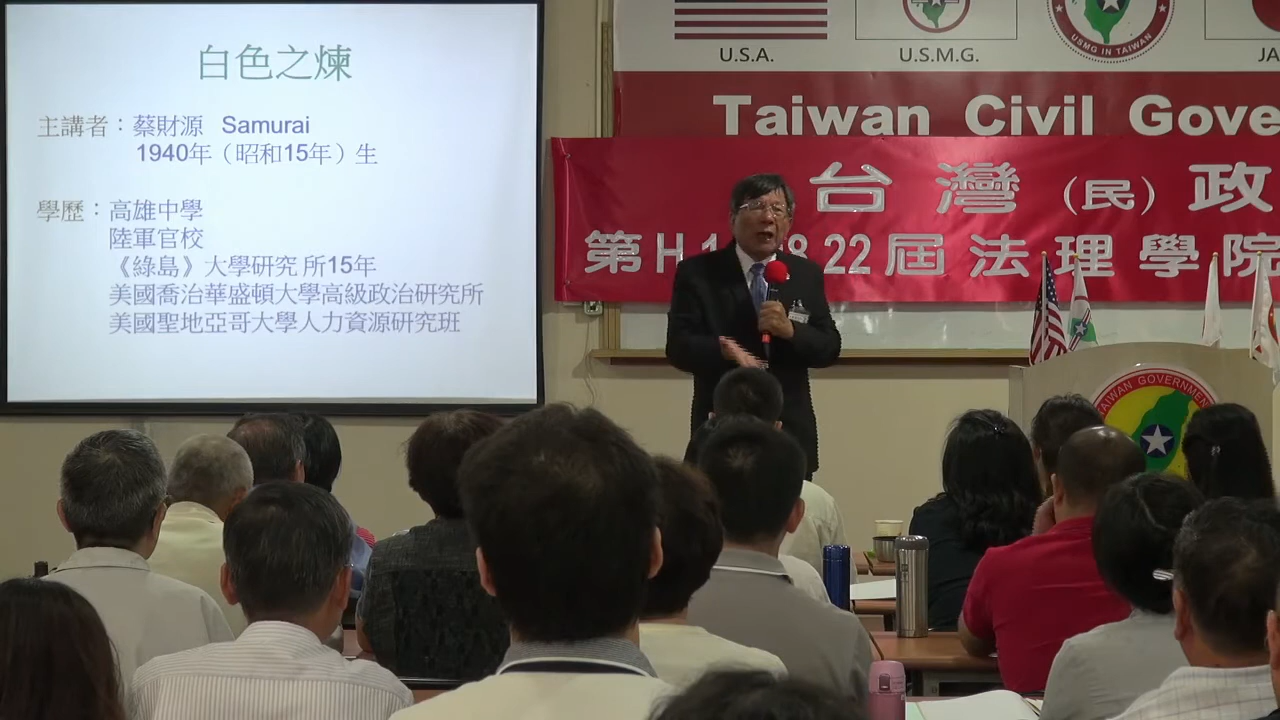 白色之煉
主講者：蔡財源 Samurai
1940年（昭和15年）生
學歷：高雄中學
陸軍官校
《綠島》大學研究 所15年
美國喬治華盛頓大學高級政治研究所
美國聖地亞哥大學人力資源研究班
U.S.A.
U.S.M.G.
USMG IN TAIWAN
JA
Taiwan Civil Gove
台灣（民）政
8.22屆法理學院
TAIWAN GOVERNMENT